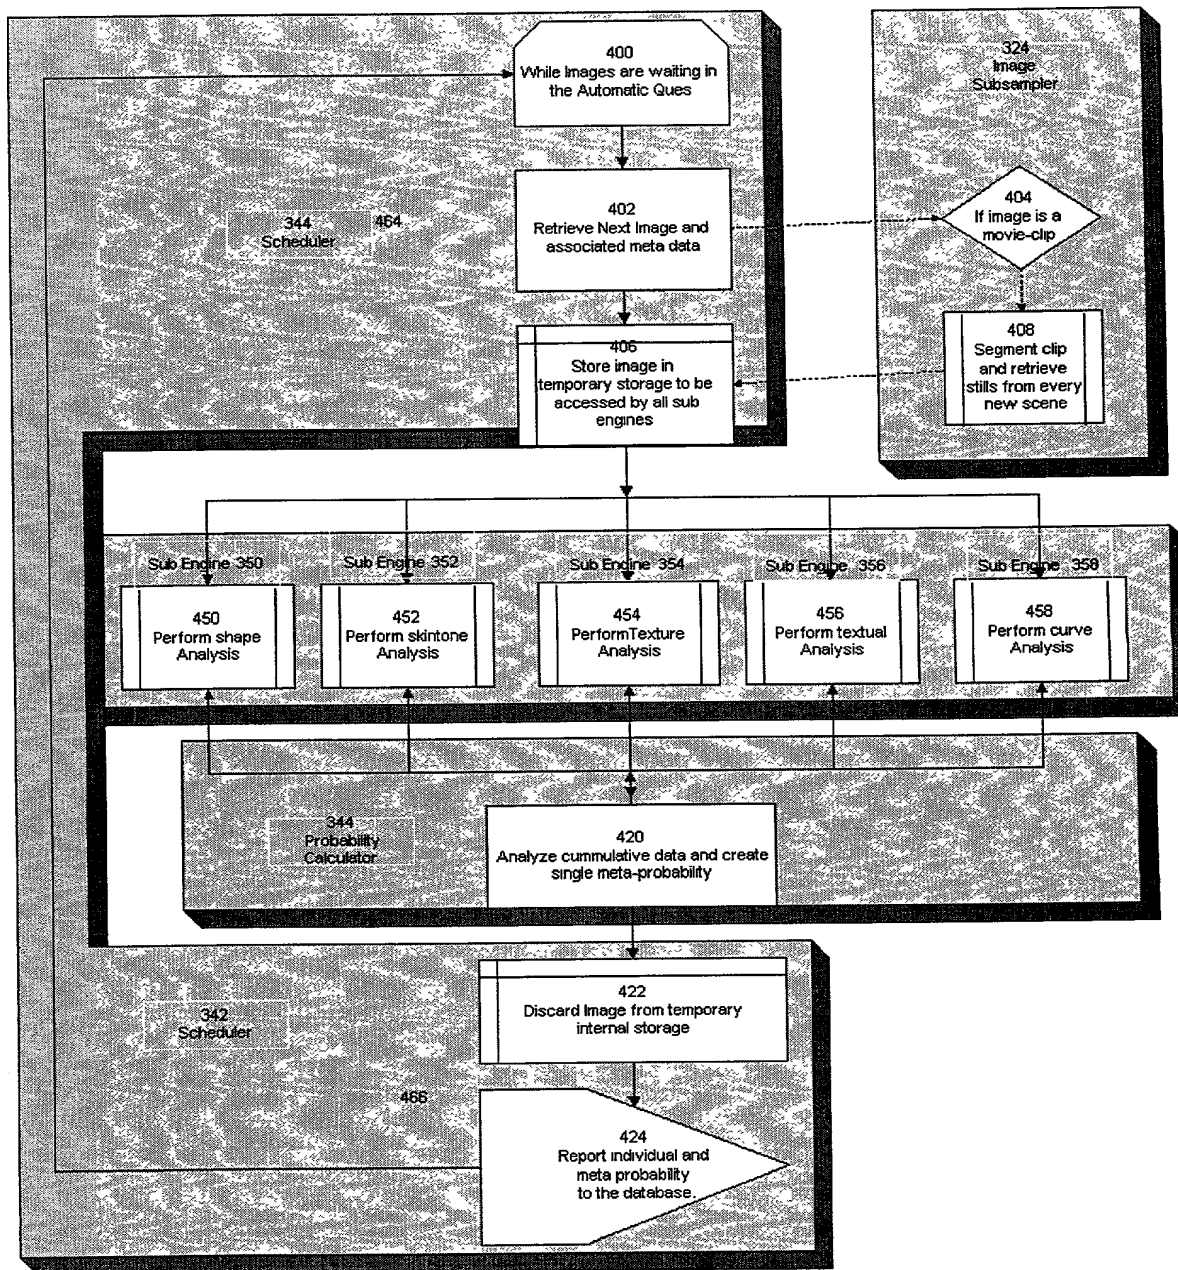 400
While Images are waiting in
the Automatic Ques
324
Image
Subsampler
402
Retrieve Next Image and
associated meta data
404
If image is a
movie-clip
344
Scheduler
464
406
Store image in
temporary storage to be
accessed by all sub
engines
408
Segment clip
and retrieve
stills from every
new scene
Sub Engine 350
Sub Engine 352
Sub Engine 354
Sub Engine 356
Sub Engine 358
450
Perform shape
Analysis
452
Perform skintone
Analysis
454
PerformTexture
Analysis
456
Perform textual
Analysis
458
Perform curve
Analysis
344
Probability
Calculator
420
Analyze cummulative data and create
single meta-probability
342
Scheduler
422
Discard Image from temporary
internal storage
466
424
Report individual and
meta probability
to the database.